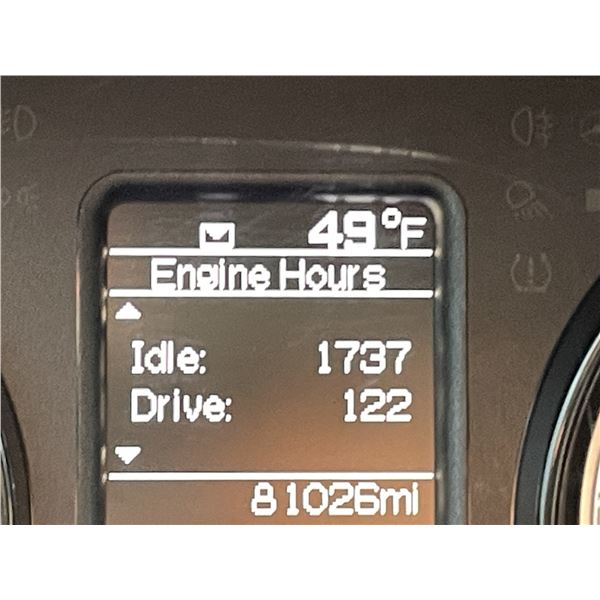 49°F
Engine Hours
Idle: 1737
Drive: 122
81026mi